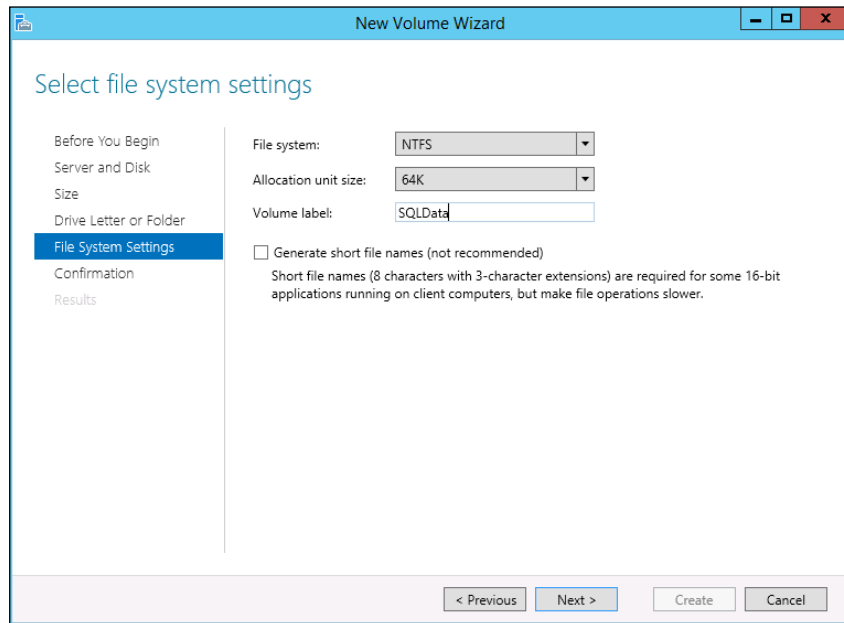 New Volume Wizard
Select file system settings
Before You Begin
Server and Disk
Size
Drive Letter or Folder
File System Settings
Confirmation
Results
File system:
NTFS
Allocation unit size:
64K
Volume label:
SQLData
Generate short file names (not recommended)
Short file names (8 characters with 3-character extensions) are required for some 16-bit
applications running on client computers, but make file operations slower.
< Previous
Next >
Create
Cancel